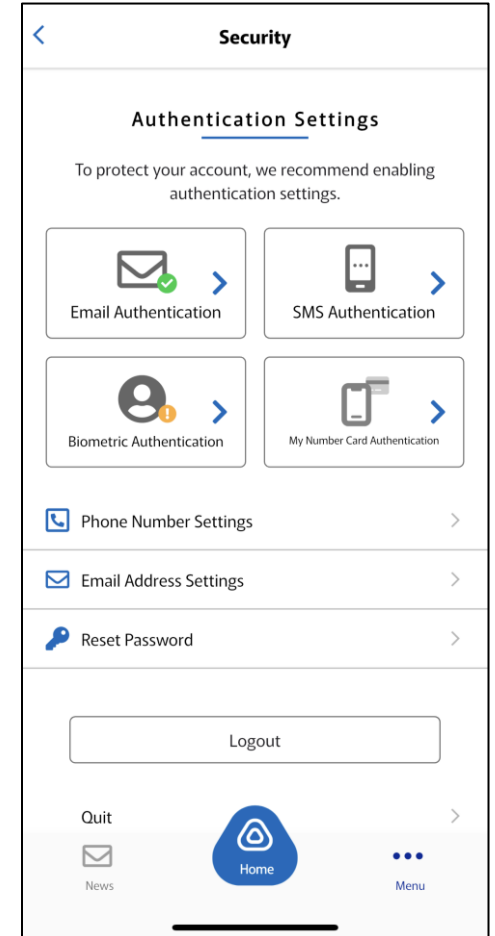 Security
Authentication Settings
To protect your account, we recommend enabling
authentication settings.
Email Authentication
SMS Authentication
Biometric Authentication
My Number Card Authentication
Phone Number Settings
Email Address Settings
Reset Password
Logout
Quit
News
Home
Menu